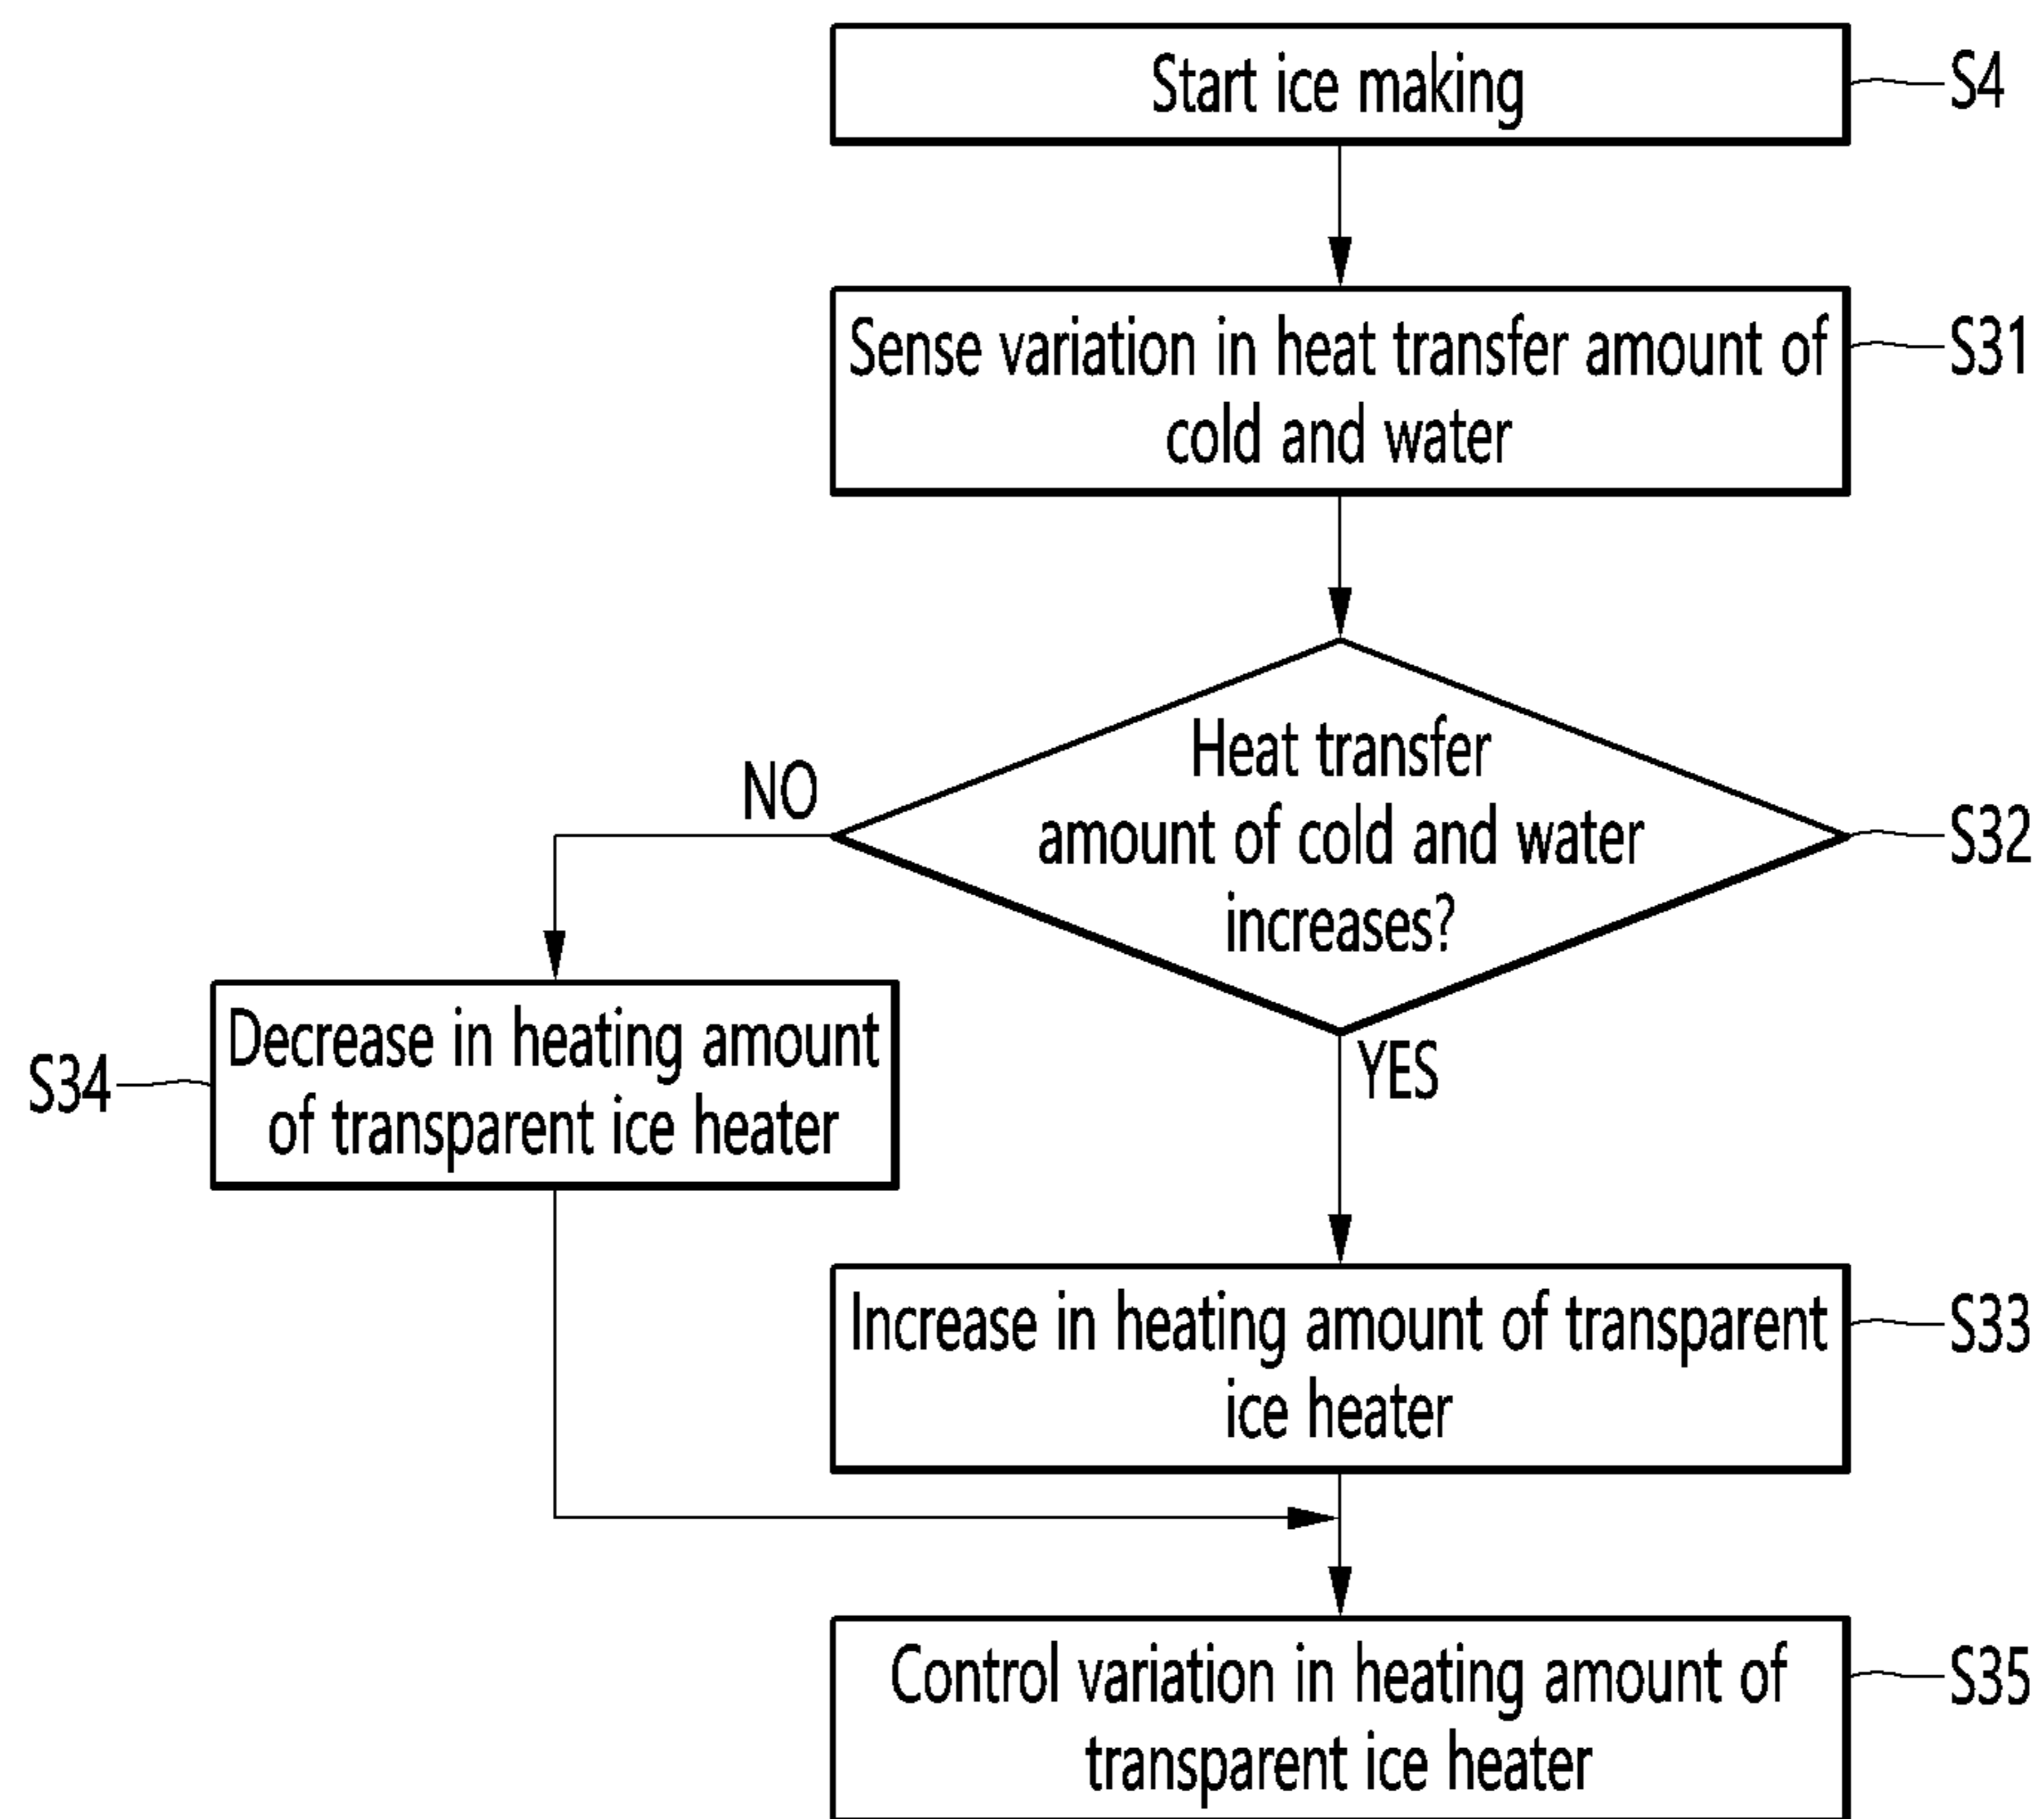 Start ice making
S4
Sense variation in heat transfer amount of
cold and water
S31
Heat transfer
amount of cold and water
increases?
S32
NO
YES
Decrease in heating amount
of transparent ice heater
S34
Increase in heating amount of transparent
ice heater
S33
Control variation in heating amount of
transparent ice heater
S35